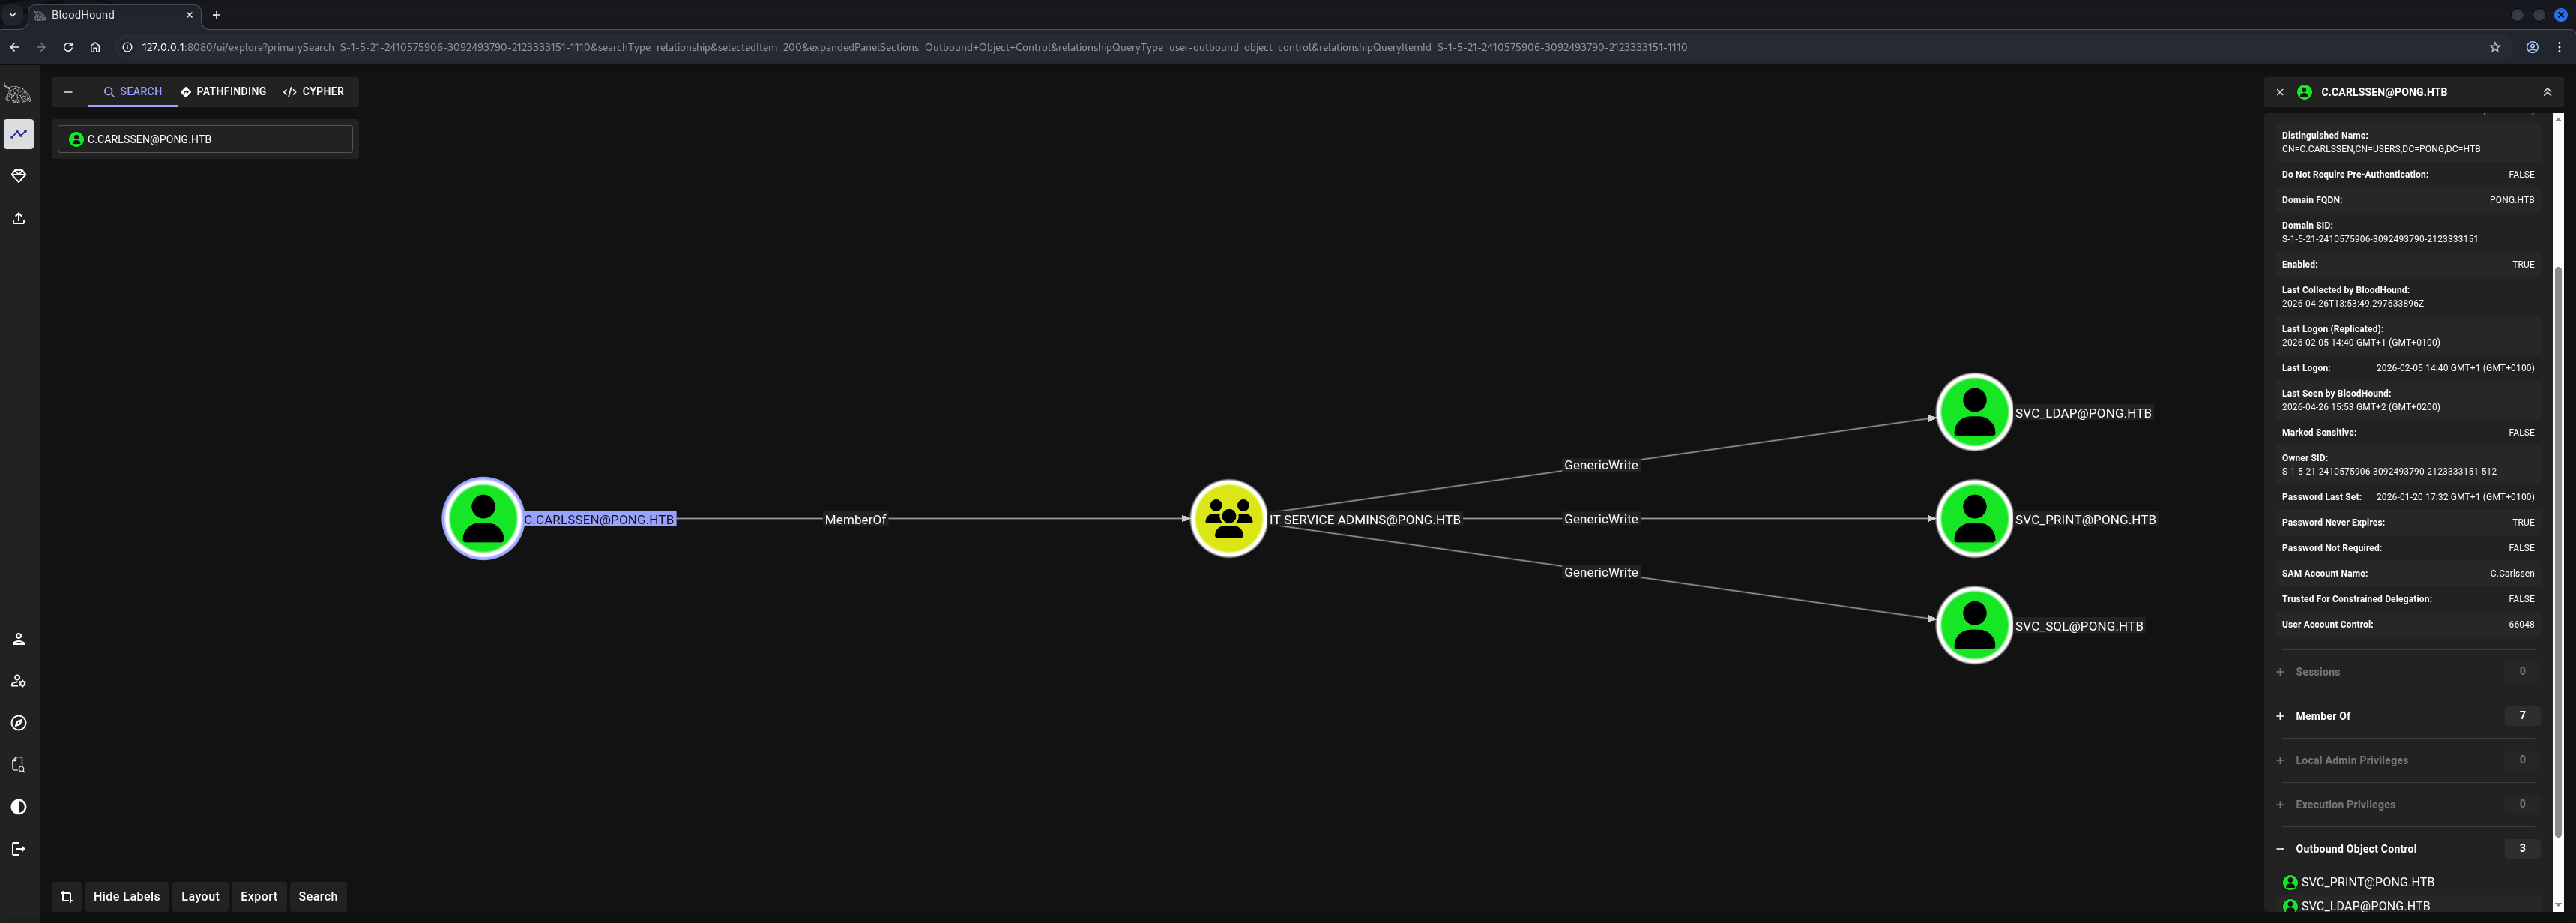 BloodHound
127.0.0.1:8080/ui/explore?primarySearch=S-1-5-21-2410575906-3092493790-2123333151-1110&searchType=relationship&selectedItem=200&expandedPanelSections=Outbound+Object+Control&relationshipQueryType=user-outbound_object_control&relationshipQueryItemId=S-1-5-21-2410575906-3092493790-2123333151-1110
SEARCH PATHFINDING CYPHER
C.CARLSSEN@PONG.HTB
C.CARLSSEN@PONG.HTB
MemberOf
IT SERVICE ADMINS@PONG.HTB
GenericWrite
GenericWrite
GenericWrite
SVC_LDAP@PONG.HTB
SVC_PRINT@PONG.HTB
SVC_SQL@PONG.HTB
Hide Labels Layout Export Search
C.CARLSSEN@PONG.HTB
Distinguished Name:
CN=C.CARLSSEN,CN=USERS,DC=PONG,DC=HTB
Do Not Require Pre-Authentication: FALSE
Domain FQDN: PONG.HTB
Domain SID:
S-1-5-21-2410575906-3092493790-2123333151
Enabled: TRUE
Last Collected by BloodHound:
2026-04-26T13:53:49.297633896Z
Last Logon (Replicated):
2026-02-05 14:40 GMT+1 (GMT+0100)
Last Logon: 2026-02-05 14:40 GMT+1 (GMT+0100)
Last Seen by BloodHound:
2026-04-26 15:53 GMT+2 (GMT+0200)
Marked Sensitive: FALSE
Owner SID:
S-1-5-21-2410575906-3092493790-2123333151-512
Password Last Set: 2026-01-20 17:32 GMT+1 (GMT+0100)
Password Never Expires: TRUE
Password Not Required: FALSE
SAM Account Name: C.Carlssen
Trusted For Constrained Delegation: FALSE
User Account Control: 66048
Sessions 0
Member Of 7
Local Admin Privileges 0
Execution Privileges 0
Outbound Object Control 3
SVC_PRINT@PONG.HTB
SVC_LDAP@PONG.HTB